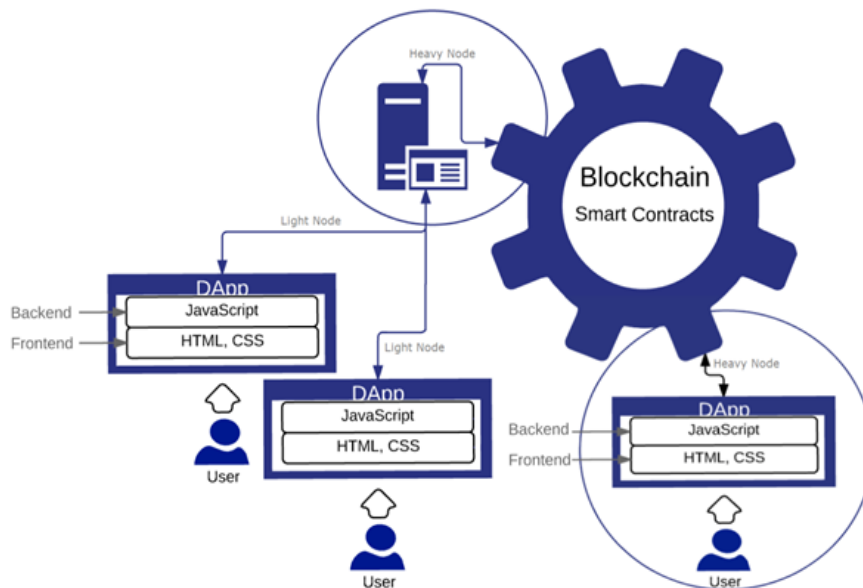 Heavy Node
Blockchain
Smart Contracts
Light Node
DApp
JavaScript
HTML, CSS
Backend
Frontend
User
Light Node
DApp
JavaScript
HTML, CSS
User
Heavy Node
DApp
JavaScript
HTML, CSS
Backend
Frontend
User